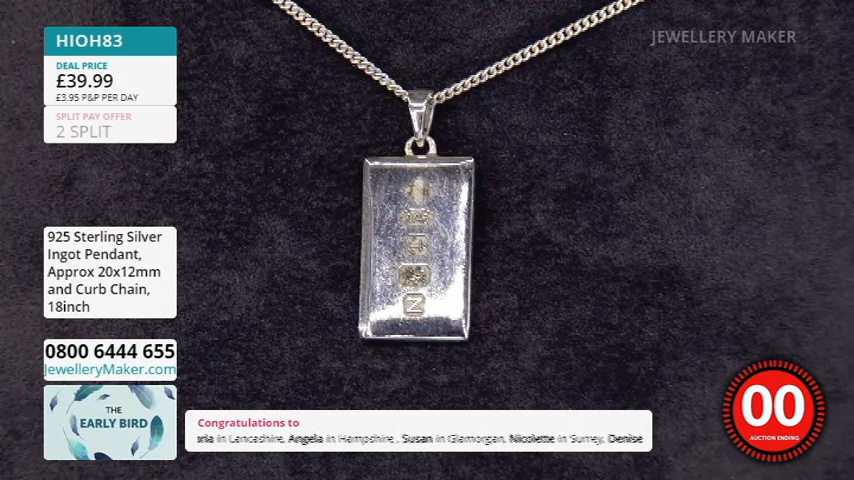 HIOH83
DEAL PRICE
£39.99
£3.95 P&P PER DAY
SPLIT PAY OFFER
2 SPLIT
JEWELLERY MAKER
925 Sterling Silver
Ingot Pendant,
Approx 20x12mm
and Curb Chain,
18inch
0800 6444 655
JewelleryMaker.com
THE
EARLY BIRD
Congratulations to
in Lancashire, Angela in Hampshire, Susan in Glamorgan, Nicolette in Surrey, Denise
00
AUCTION ENDING